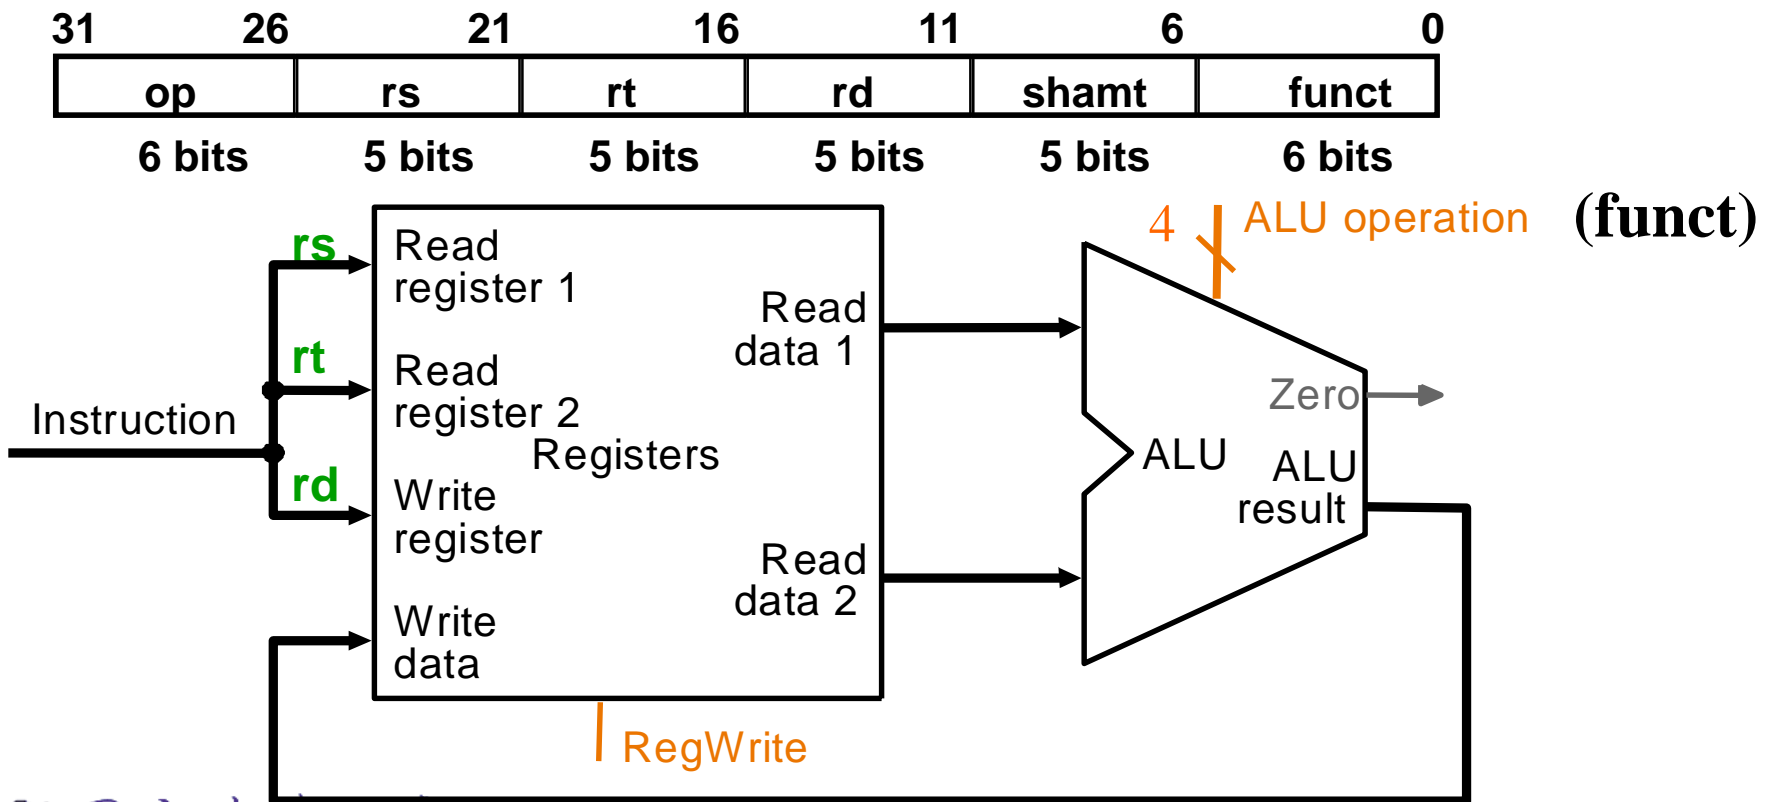 31 26 21 16 11 6 0
op rs rt rd shamt funct
6 bits 5 bits 5 bits 5 bits 5 bits 6 bits
4 ALU operation (funct)
rs
Read
register 1
Read
data 1
rt
Read
register 2
Zero
Instruction
Registers
ALU
ALU
result
rd
Write
register
Read
data 2
Write
data
RegWrite